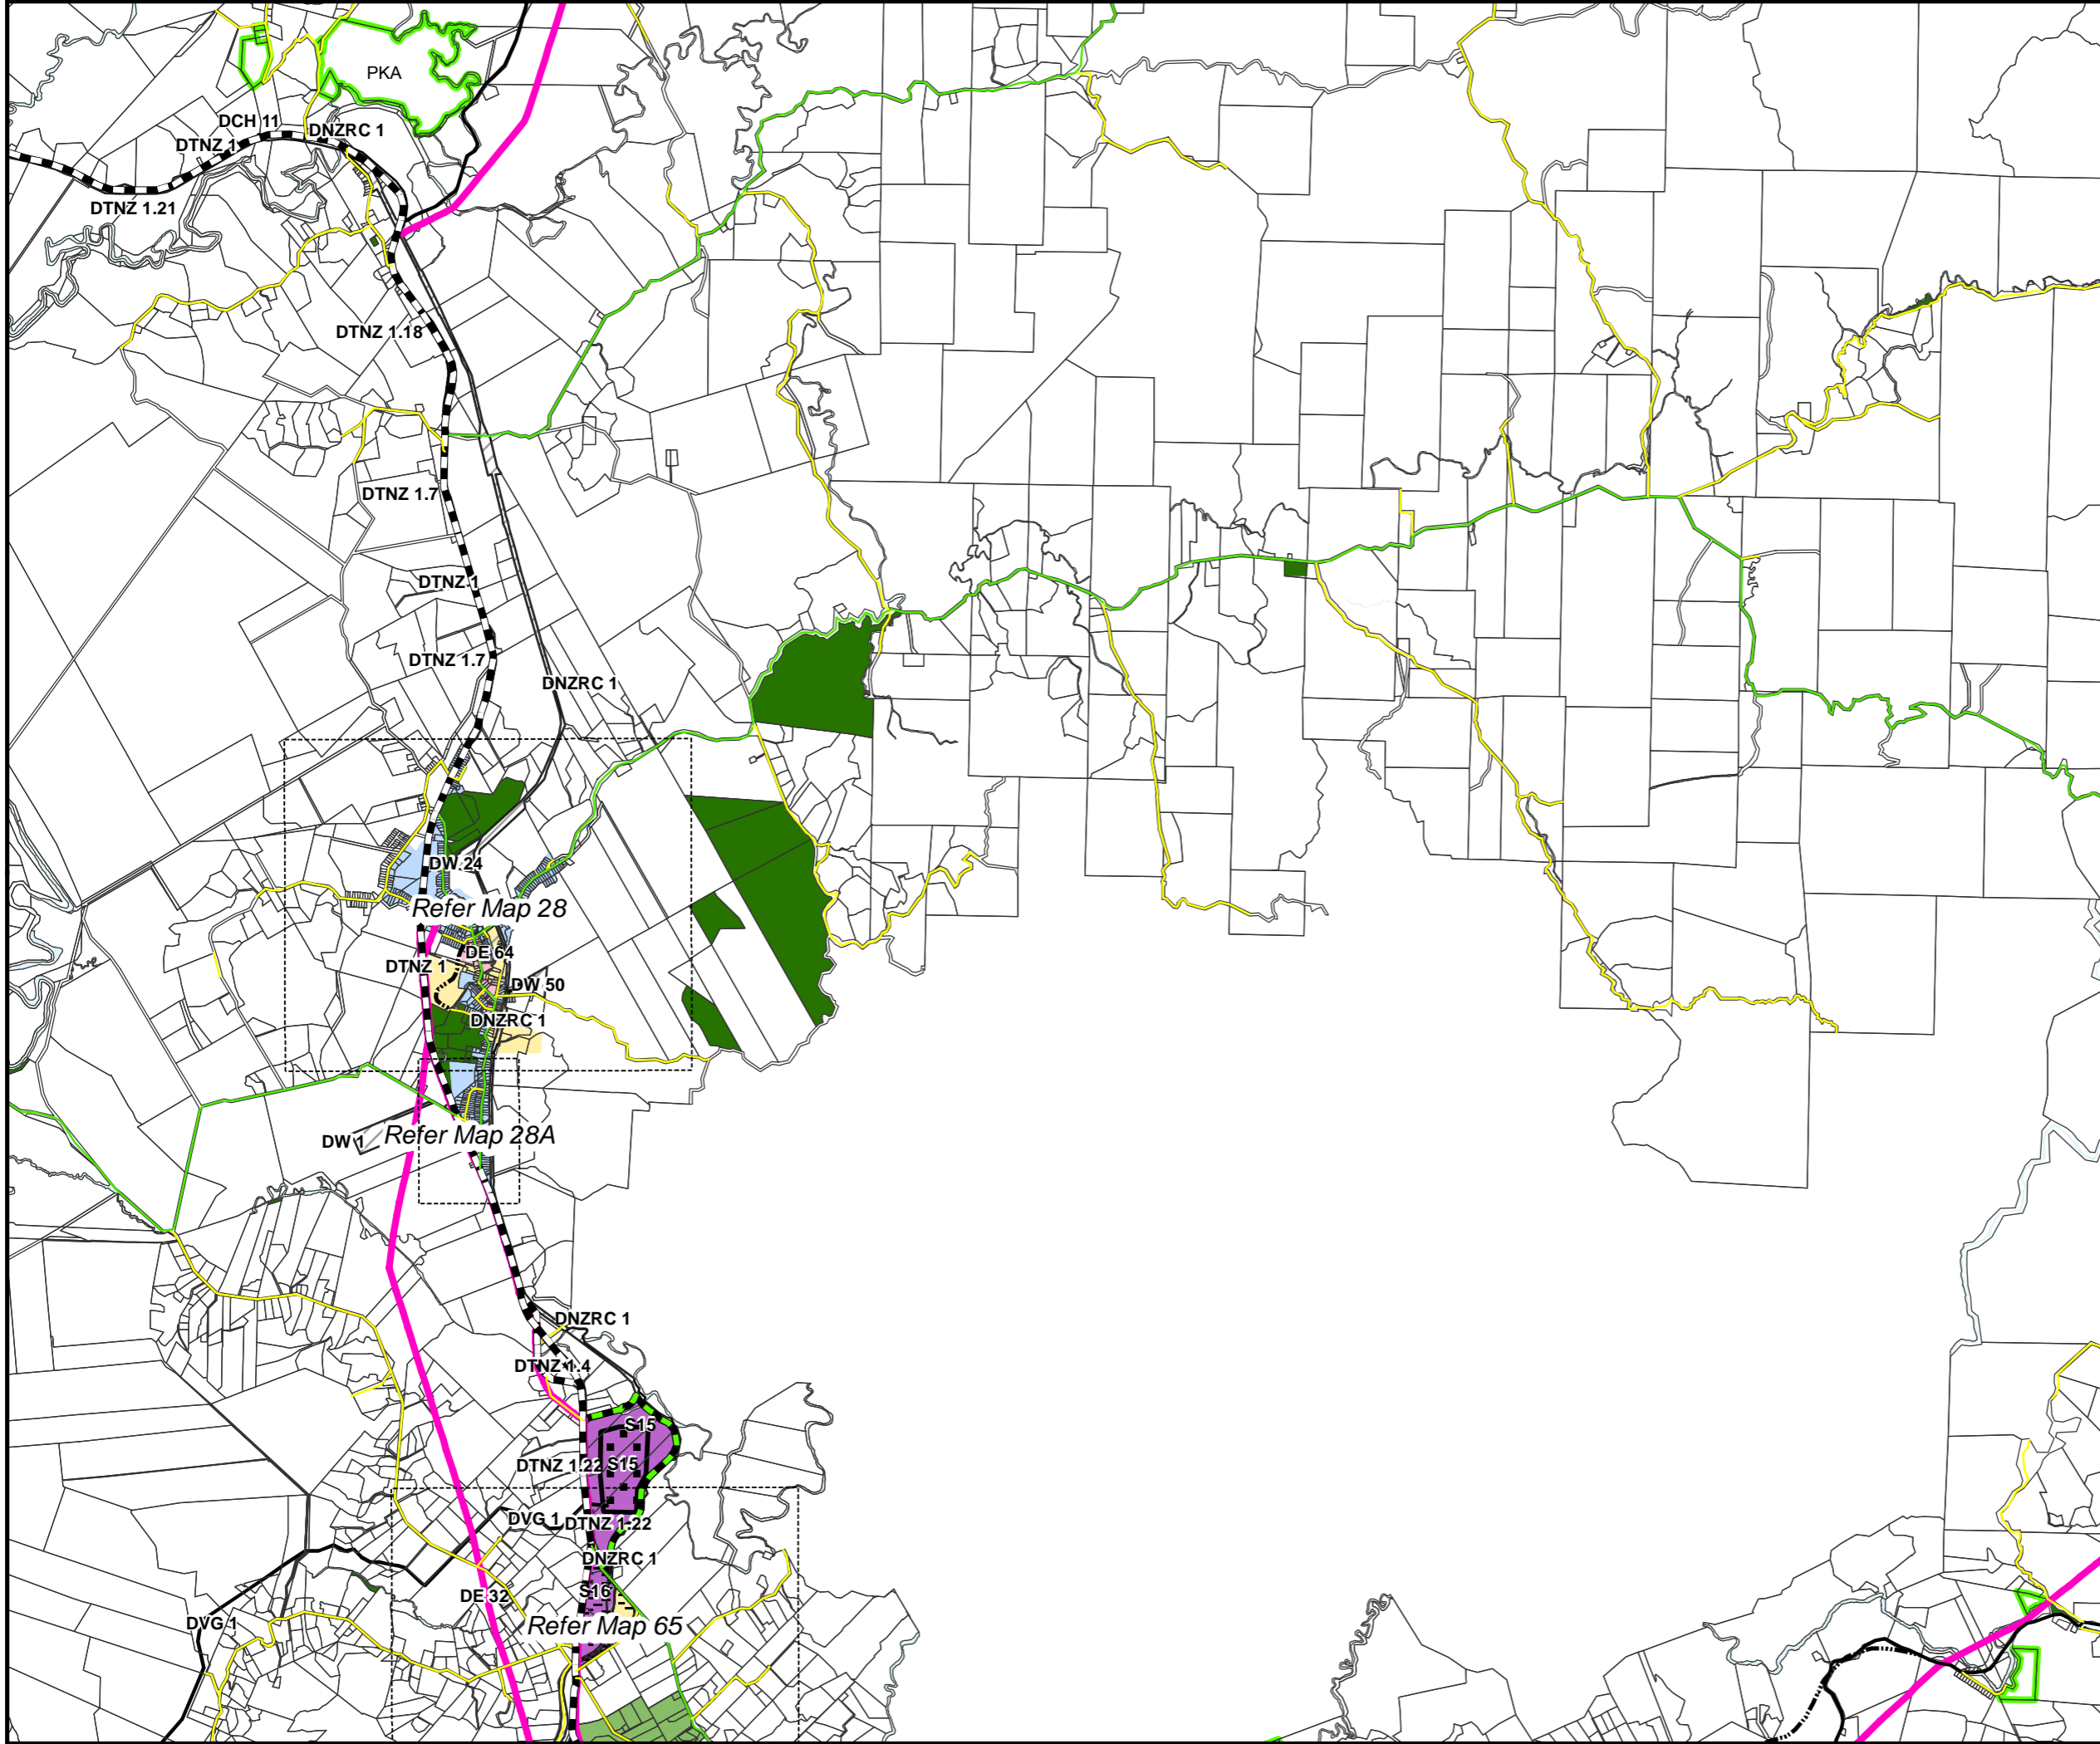 PKA
DCH 11
DNZRC 1
DTNZ 1
DTNZ 1.21
DTNZ 1.18
DTNZ 1.7
DTNZ 1
DTNZ 1.7
DNZRC 1
DW 24
Refer Map 28
DE 64
DTNZ 1
DW 50
DNZRC 1
DW 1
Refer Map 28A
DNZRC 1
DTNZ 1.4
S15
DTNZ 1.22
S15
DVG 1
DTNZ 1.22
DNZRC 1
S16
DE 32
DVG 1
Refer Map 65